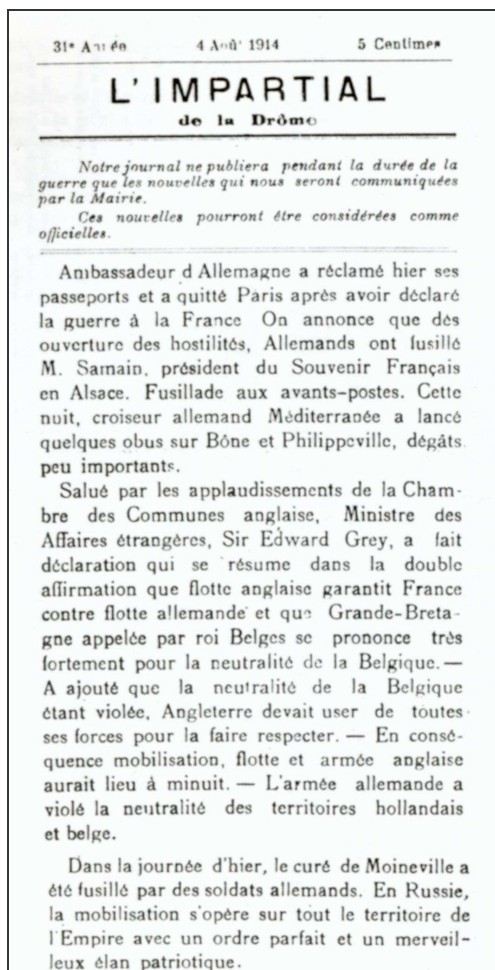 31e Année 4 Aoû' 1914 5 Centimes
L'IMPARTIAL
de la Drôme
Notre journal ne publiera pendant la durée de la
guerre que les nouvelles qui nous seront communiquées
par la Mairie.
Ces nouvelles pourront être considérées comme
officielles.
Ambassadeur d Allemagne a réclamé hier ses
passeports et a quitté Paris après avoir déclaré
la guerre à la France On annonce que dès
ouverture des hostilités, Allemands ont fusillé
M. Samain, président du Souvenir Français
en Alsace. Fusillade aux avants-postes. Cette
nuit, croiseur allemand Méditerranée a lancé
quelques obus sur Bône et Philippeville, dégâts
peu importants.
Salué par les applaudissements de la Cham-
bre des Communes anglaise, Ministre des
Affaires étrangères, Sir Edward Grey, a fait
déclaration qui se résume dans la double
affirmation que flotte anglaise garantit France
contre flotte allemande et que Grande-Breta-
gne appelée par roi Belges se prononce très
fortement pour la neutralité de la Belgique. —
A ajouté que la neutralité de la Belgique
étant violée, Angleterre devait user de toutes
ses forces pour la faire respecter. — En consé-
quence mobilisation, flotte et armée anglaise
aurait lieu à minuit. — L'armée allemande a
violé la neutralité des territoires hollandais
et belge.
Dans la journée d'hier, le curé de Moineville a
été fusillé par des soldats allemands. En Russie,
la mobilisation s'opère sur tout le territoire de
l'Empire avec un ordre parfait et un merveil-
leux élan patriotique.